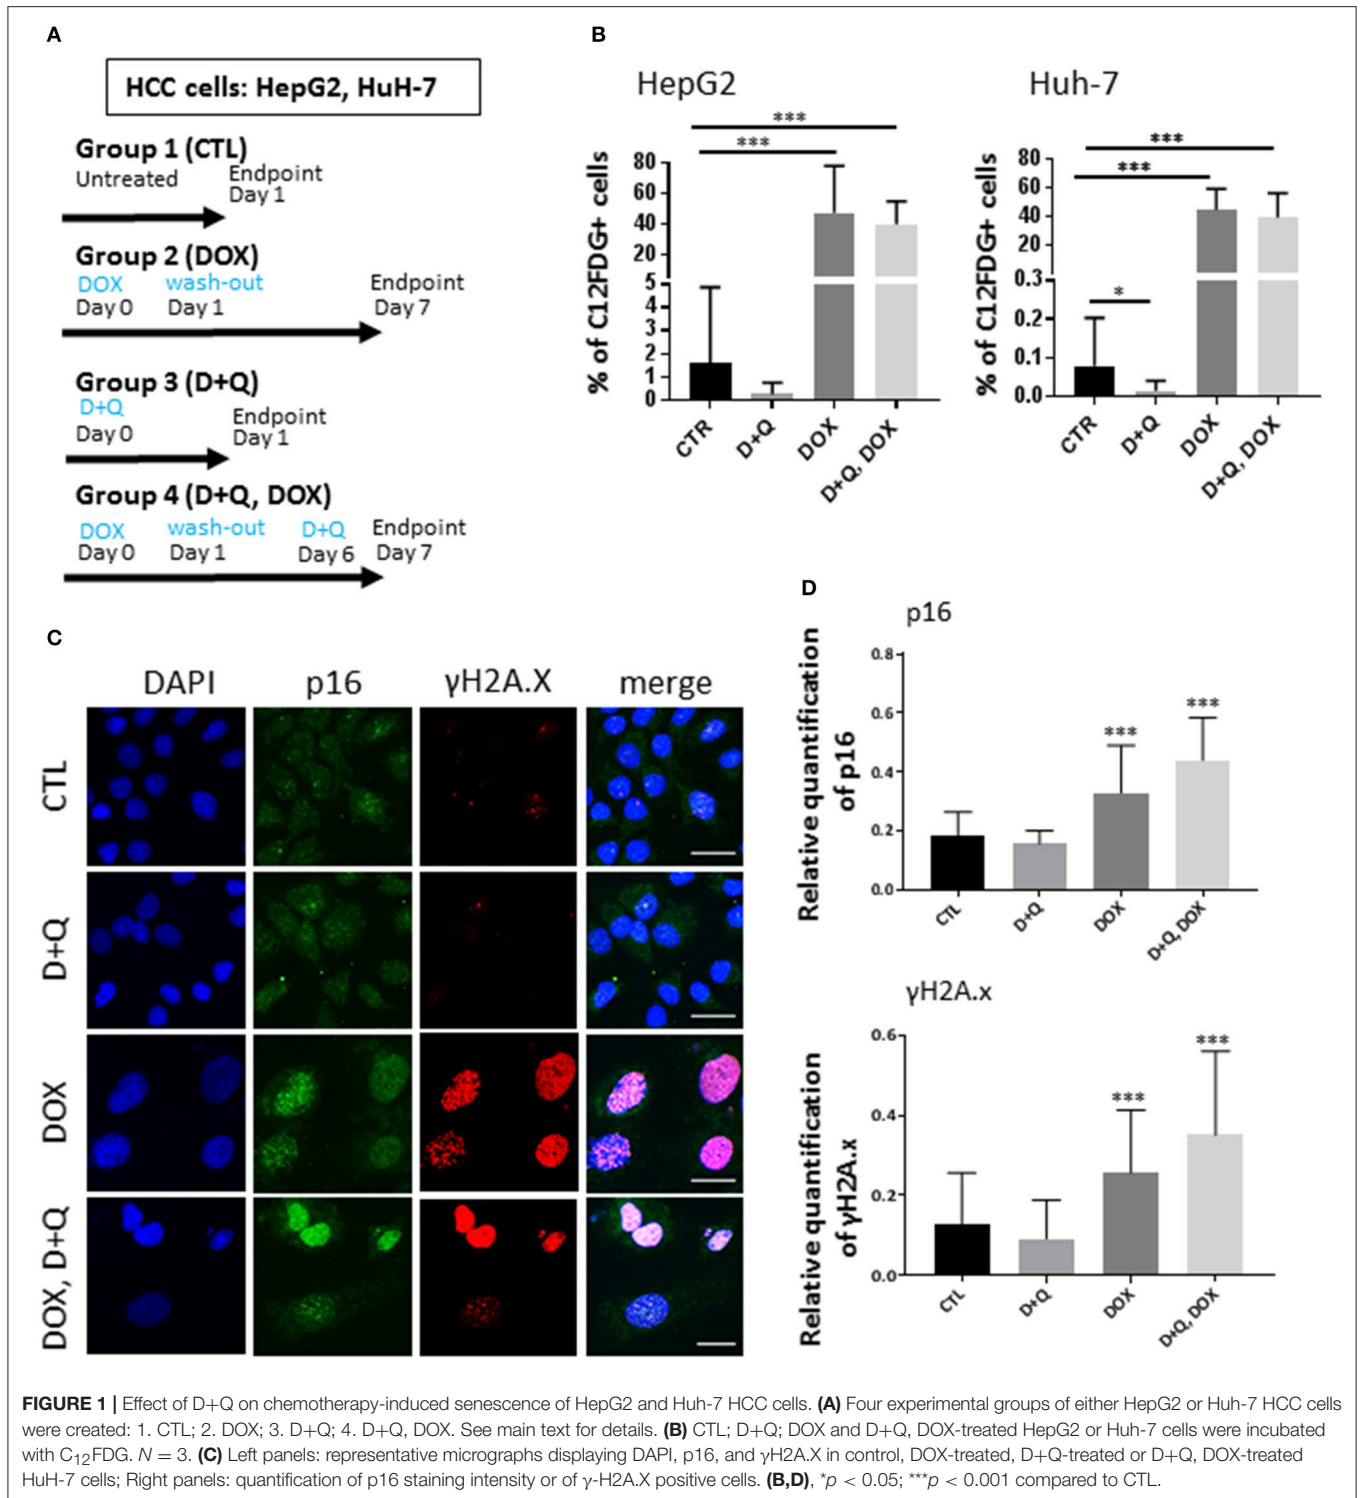 A
HCC cells: HepG2, HuH-7
Group 1 (CTL)
Untreated
Endpoint
Day 1
Group 2 (DOX)
DOX wash-out Endpoint
Day 0 Day 1 Day 7
Group 3 (D+Q)
D+Q Endpoint
Day 0 Day 1
Group 4 (D+Q, DOX)
DOX wash-out D+Q Endpoint
Day 0 Day 1 Day 6 Day 7
B
HepG2
% of C12FDG+ cells
***
***
80
60
40
20
5
4
3
2
1
0
CTR D+Q DOX D+Q, DOX
Huh-7
% of C12FDG+ cells
***
***
*
80
60
40
20
0.3
0.2
0.1
0.0
CTR D+Q DOX D+Q, DOX
C
DAPI p16 γH2A.X merge
CTL
D+Q
DOX
DOX, D+Q
D
p16
Relative quantification
of p16
0.8
0.6
0.4
0.2
0.0
*** ***
CTL D+Q DOX D+Q, DOX
γH2A.x
Relative quantification
of γH2A.x
0.6
0.4
0.2
0.0
*** ***
CTL D+Q DOX D+Q, DOX
FIGURE 1 | Effect of D+Q on chemotherapy-induced senescence of HepG2 and Huh-7 HCC cells. (A) Four experimental groups of either HepG2 or Huh-7 HCC cells
were created: 1. CTL; 2. DOX; 3. D+Q; 4. D+Q, DOX. See main text for details. (B) CTL; D+Q; DOX and D+Q, DOX-treated HepG2 or Huh-7 cells were incubated
with C12FDG. N = 3. (C) Left panels: representative micrographs displaying DAPI, p16, and γH2A.X in control, DOX-treated, D+Q-treated or D+Q, DOX-treated
HuH-7 cells; Right panels: quantification of p16 staining intensity or of γ-H2A.X positive cells. (B,D), *p < 0.05; ***p < 0.001 compared to CTL.